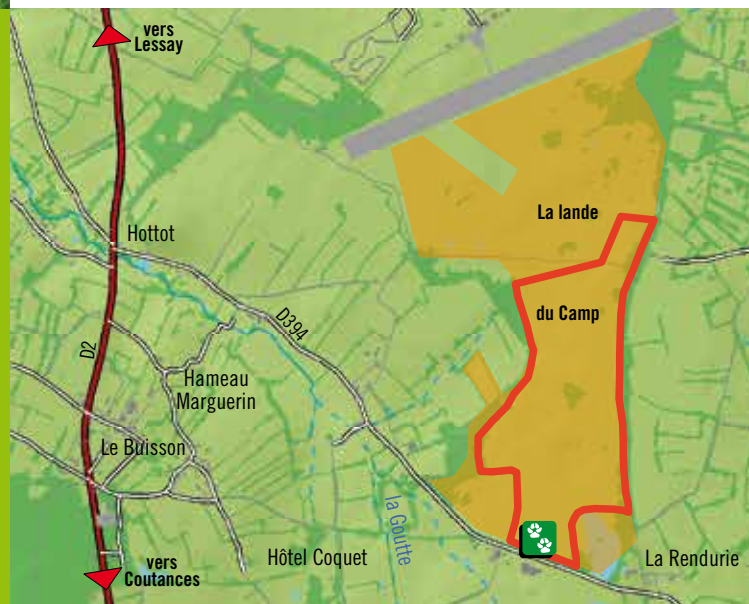 vers
Lessay
La lande
Hottot
du Camp
D394
D2
Hameau
Marguerin
Le Buisson
la Goutte
vers
Coutances
Hôtel Coquet
La Rendurie